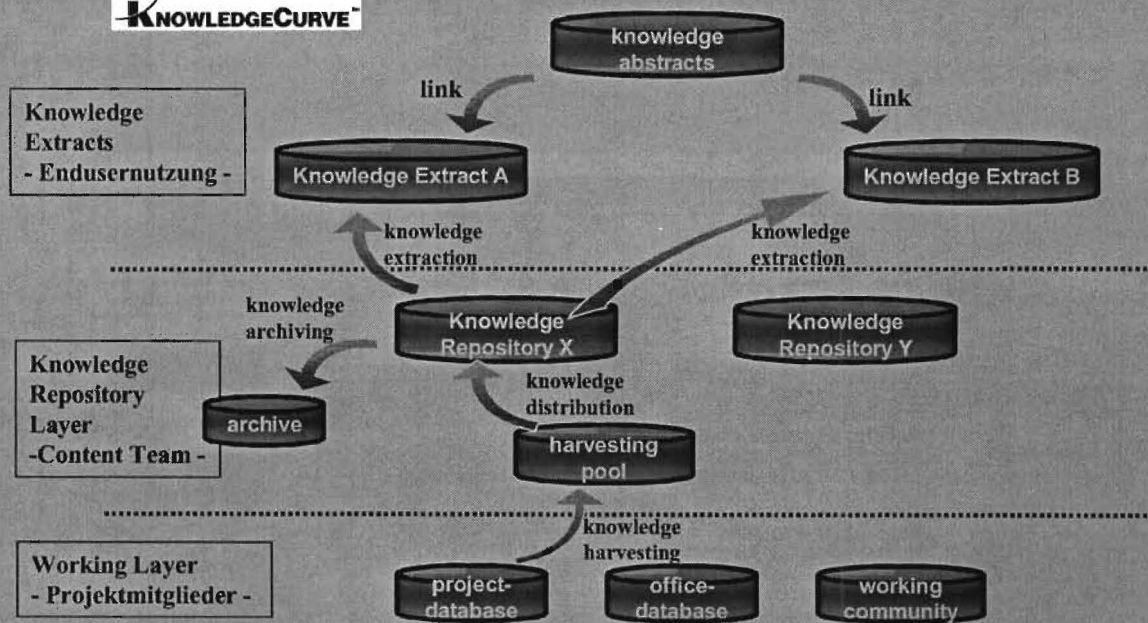 KNOWLEDGECURVE™
knowledge
abstracts
link
link
Knowledge
Extracts
- Endusernutzung -
Knowledge Extract A
Knowledge Extract B
knowledge
extraction
knowledge
extraction
knowledge
archiving
Knowledge
Repository X
Knowledge
Repository Y
Knowledge
Repository
Layer
-Content Team -
knowledge
distribution
archive
harvesting
pool
knowledge
harvesting
Working Layer
- Projektmitglieder -
project-
database
office-
database
working
community